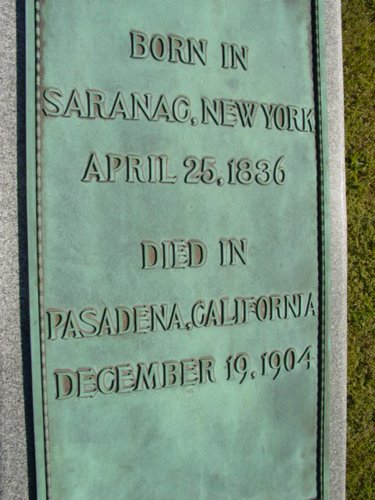 BORN IN
SARANAC, NEW YORK
APRIL 25, 1836
DIED IN
PASADENA, CALIFORNIA
DECEMBER 19, 1904